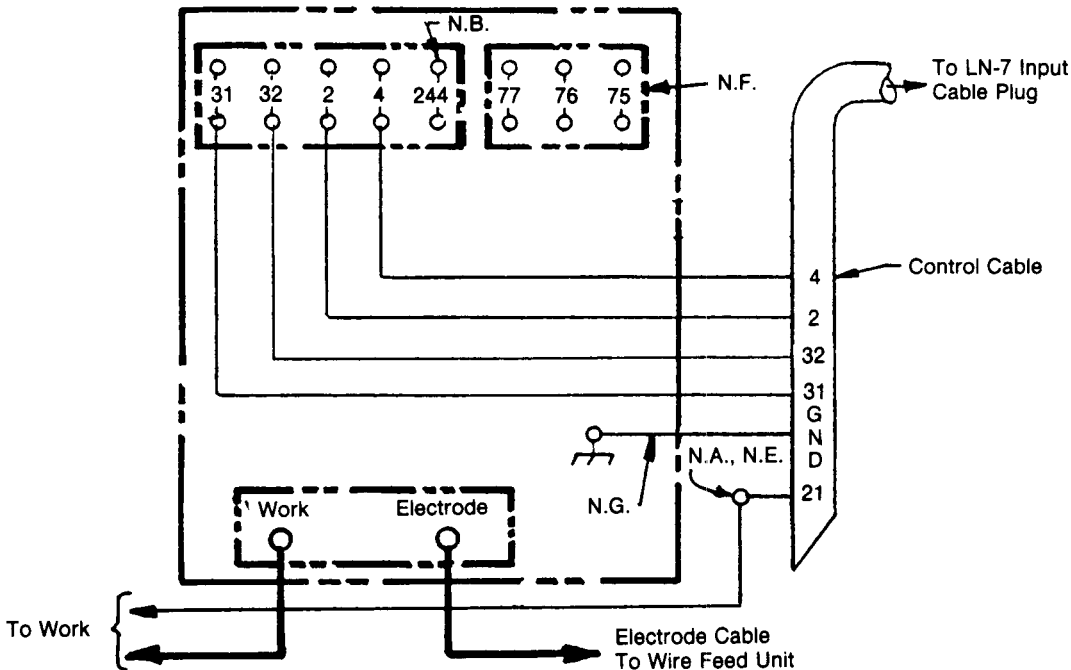 N.B.
31 32 2 4 244
77 76 75
N.F.
To LN-7 Input
Cable Plug
4
Control Cable
2
32
31
G
N
D
N.A., N.E.
21
N.G.
Work
Electrode
To Work
Electrode Cable
To Wire Feed Unit